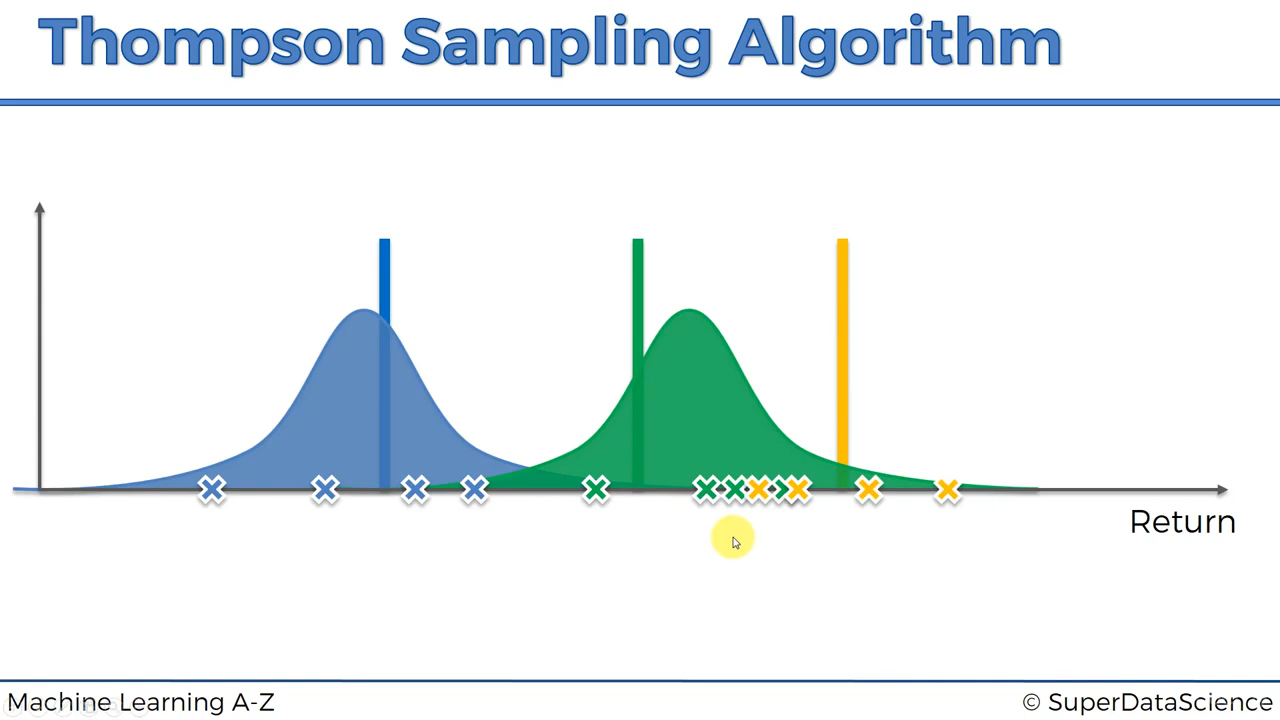 Thompson Sampling Algorithm
Return
Machine Learning A-Z
© SuperDataScience